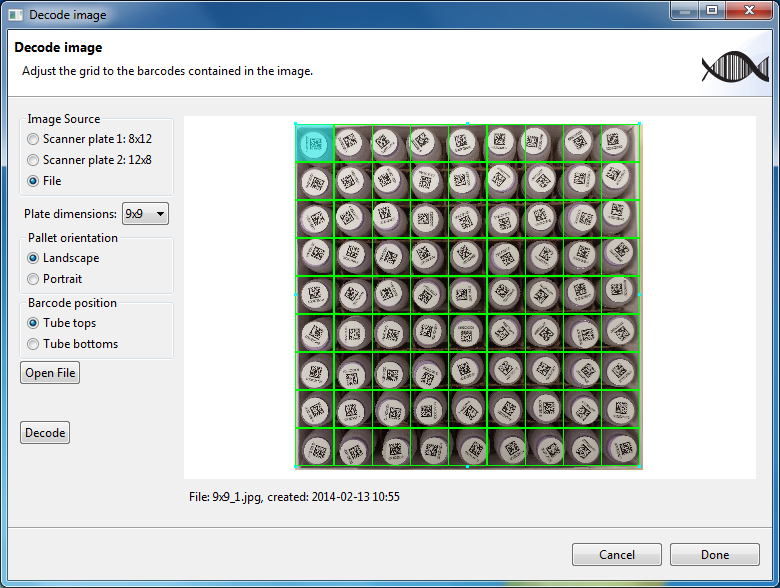 Decode image
Decode image
Adjust the grid to the barcodes contained in the image.
Image Source
Scanner plate 1: 8x12
Scanner plate 2: 12x8
File
Plate dimensions: 9x9
Pallet orientation
Landscape
Portrait
Barcode position
Tube tops
Tube bottoms
Open File
Decode
File: 9x9_1.jpg, created: 2014-02-13 10:55
Cancel
Done